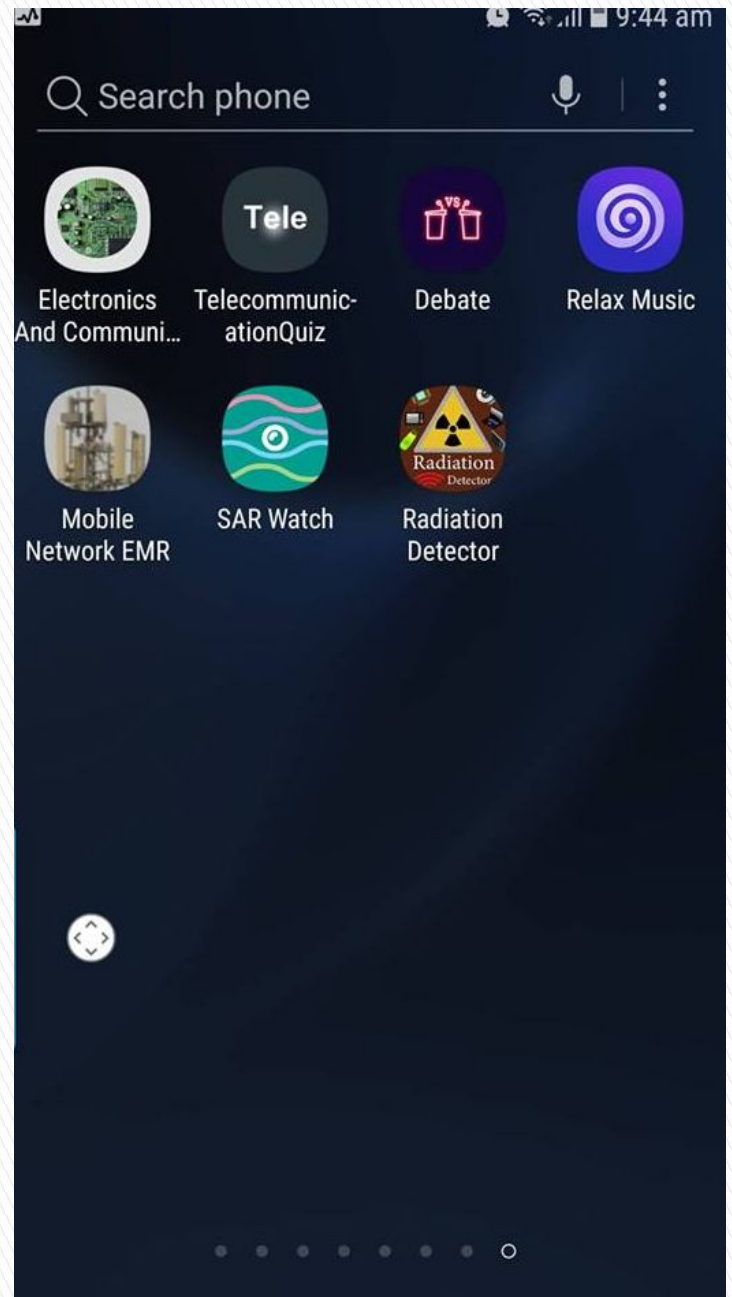 9:44 am
Search phone
Tele
VS
Electronics
And Communi...
Telecommunic-
ationQuiz
Debate
Relax Music
Radiation
Detector
Mobile
Network EMR
SAR Watch
Radiation
Detector